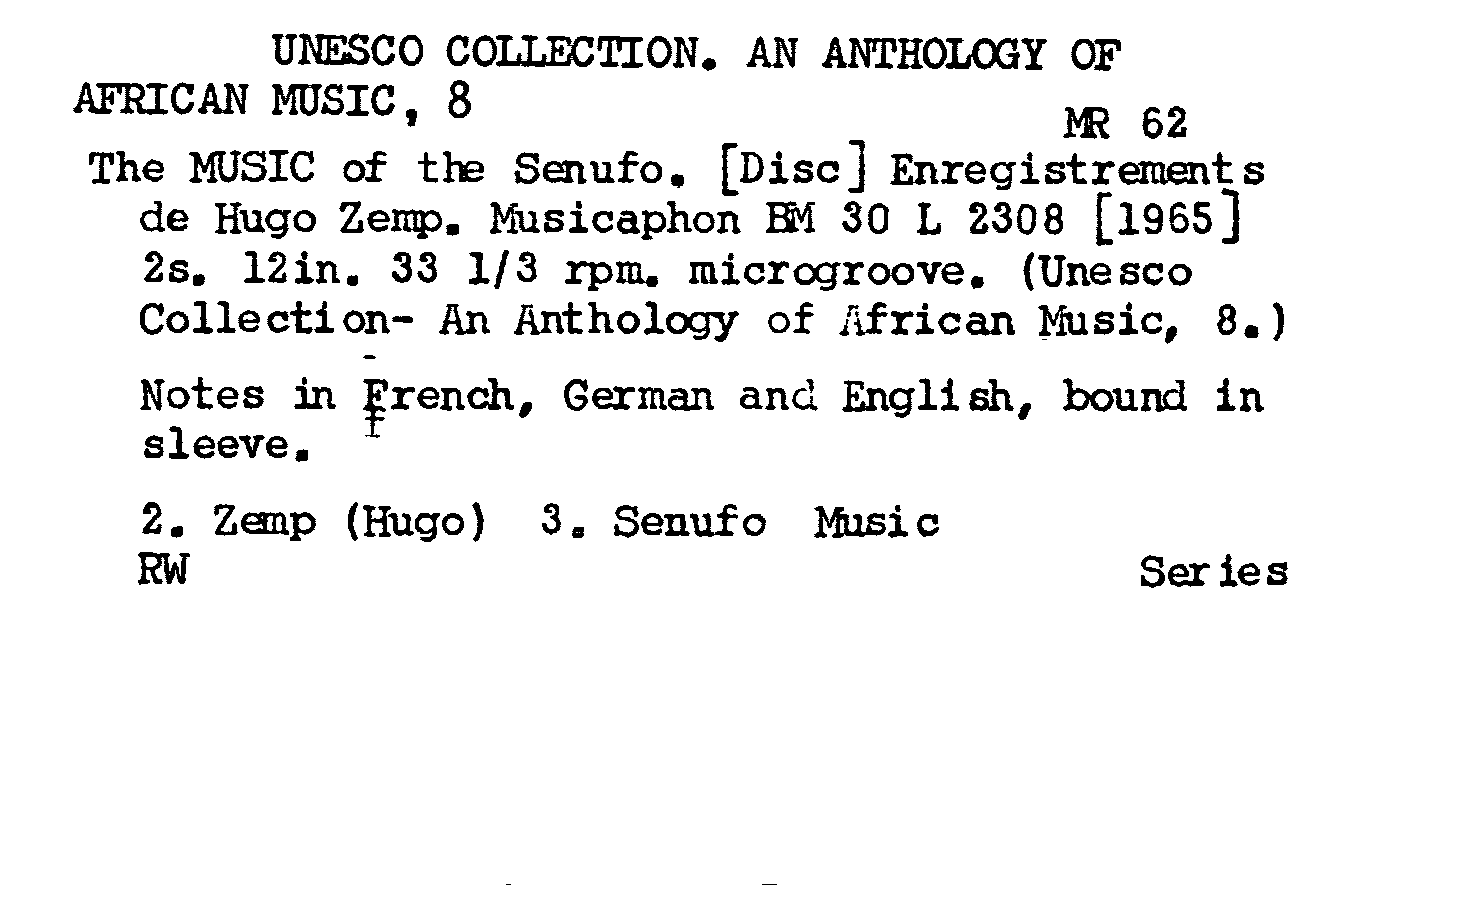 UNESCO COLLECTION. AN ANTHOLOGY OF
AFRICAN MUSIC, 8
MR 62
The MUSIC of the Senufo. [Disc] Enregistrements
de Hugo Zemp. Musicaphon BM 30 L 2308 [1965]
2s. 12in. 33 1/3 rpm. microgroove. (Unesco
Collection- An Anthology of African Music, 8.)
Notes in French, German and English, bound in
sleeve.
2. Zemp (Hugo) 3. Senufo Music
RW Series